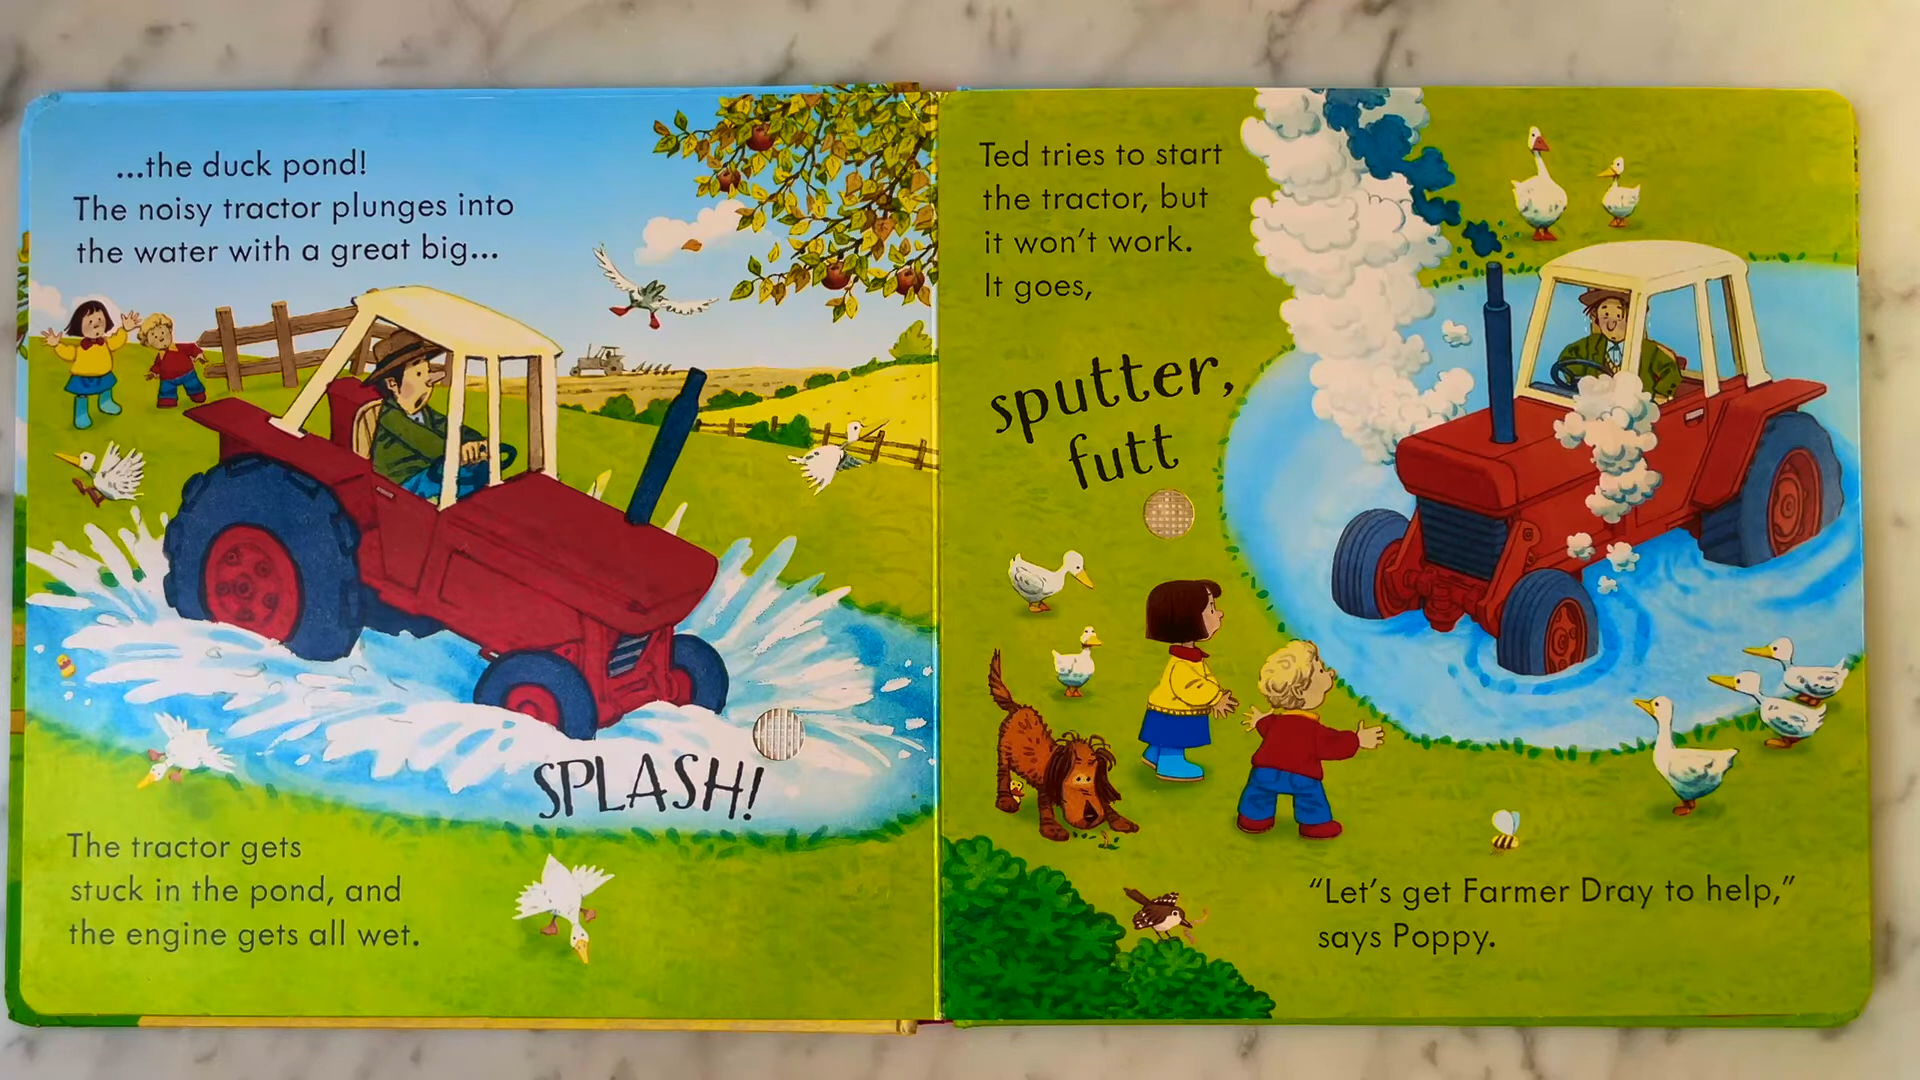 ...the duck pond!
The noisy tractor plunges into
the water with a great big...
SPLASH!
The tractor gets
stuck in the pond, and
the engine gets all wet.
Ted tries to start
the tractor, but
it won't work.
It goes,
sputter,
futt
“Let's get Farmer Dray to help,”
says Poppy.